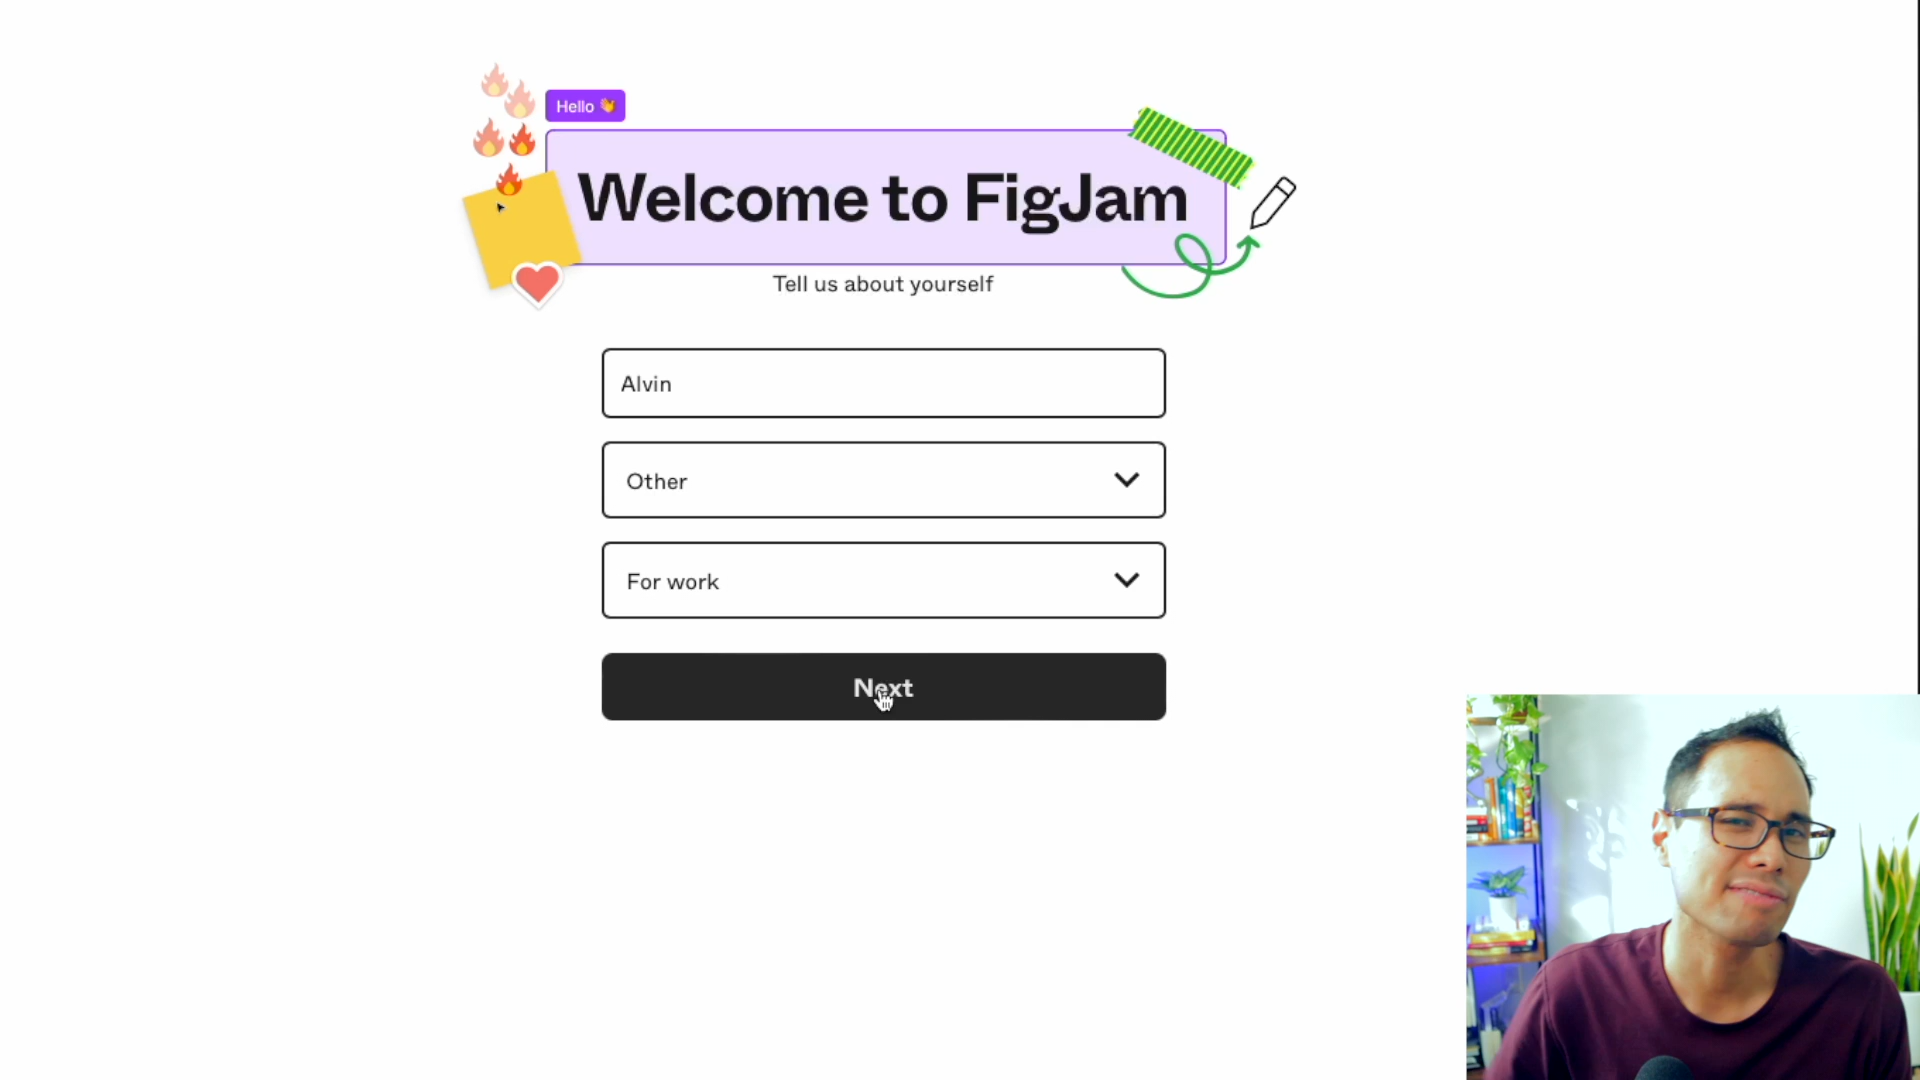 Hello 👋
Welcome to FigJam
Tell us about yourself
Alvin
Other
For work
Next